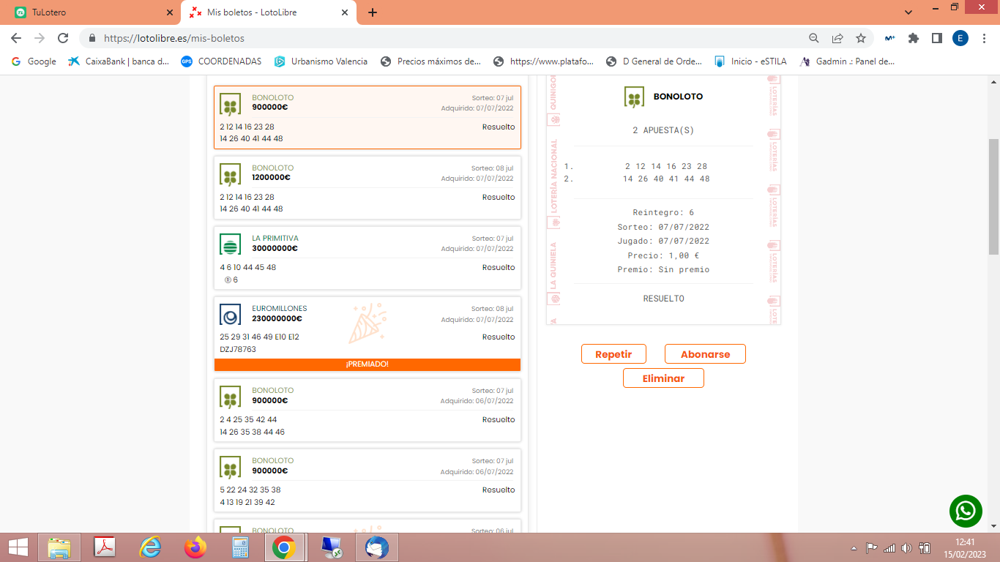 TuLotero
Mis boletos - LotoLibre
https://lotolibre.es/mis-boletos
E
Google
CaixaBank | banca d...
GPS
COORDENADAS
Urbanismo Valencia
Precios máximos de...
https://www.platafo...
D General de Orde...
Inicio - eSTILA
Gadmin .: Panel de...
BONOLOTO
Sorteo: 07 jul
900000€
Adquirido: 07/07/2022
2 12 14 16 23 28
Resuelto
14 26 40 41 44 48
BONOLOTO
Sorteo: 08 jul
1200000€
Adquirido: 07/07/2022
2 12 14 16 23 28
Resuelto
14 26 40 41 44 48
LA PRIMITIVA
Sorteo: 07 jul
30000000€
Adquirido: 07/07/2022
4 6 10 44 45 48
Resuelto
® 6
EUROMILLONES
Sorteo: 08 jul
230000000€
Adquirido: 07/07/2022
25 29 31 46 49 E10 E12
Resuelto
DZJ78763
¡PREMIADO!
BONOLOTO
Sorteo: 07 jul
900000€
Adquirido: 06/07/2022
2 4 25 35 42 44
Resuelto
14 26 35 38 44 46
BONOLOTO
Sorteo: 07 jul
900000€
Adquirido: 06/07/2022
5 22 24 32 35 38
Resuelto
4 13 19 21 39 42
BONOLOTO
Sorteo: 06 jul
BONOLOTO
2 APUESTA(S)
1. 2 12 14 16 23 28
2. 14 26 40 41 44 48
Reintegro: 6
Sorteo: 07/07/2022
Jugado: 07/07/2022
Precio: 1,00 €
Premio: Sin premio
RESUELTO
LOTERÍA NACIONAL
LA QUINIELA
LOTERÍAS
LOTERÍAS
LOTERÍAS
LOTERÍAS
Repetir
Abonarse
Eliminar
12:41
15/02/2023